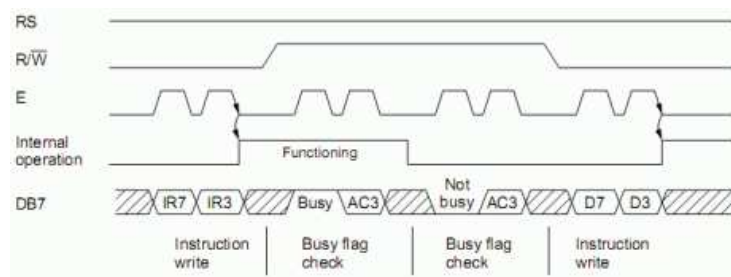 RS
R/W̅
E
Internal operation
Functioning
DB7
IR7 IR3 Busy AC3 Not busy AC3 D7 D3
Instruction write
Busy flag check
Busy flag check
Instruction write